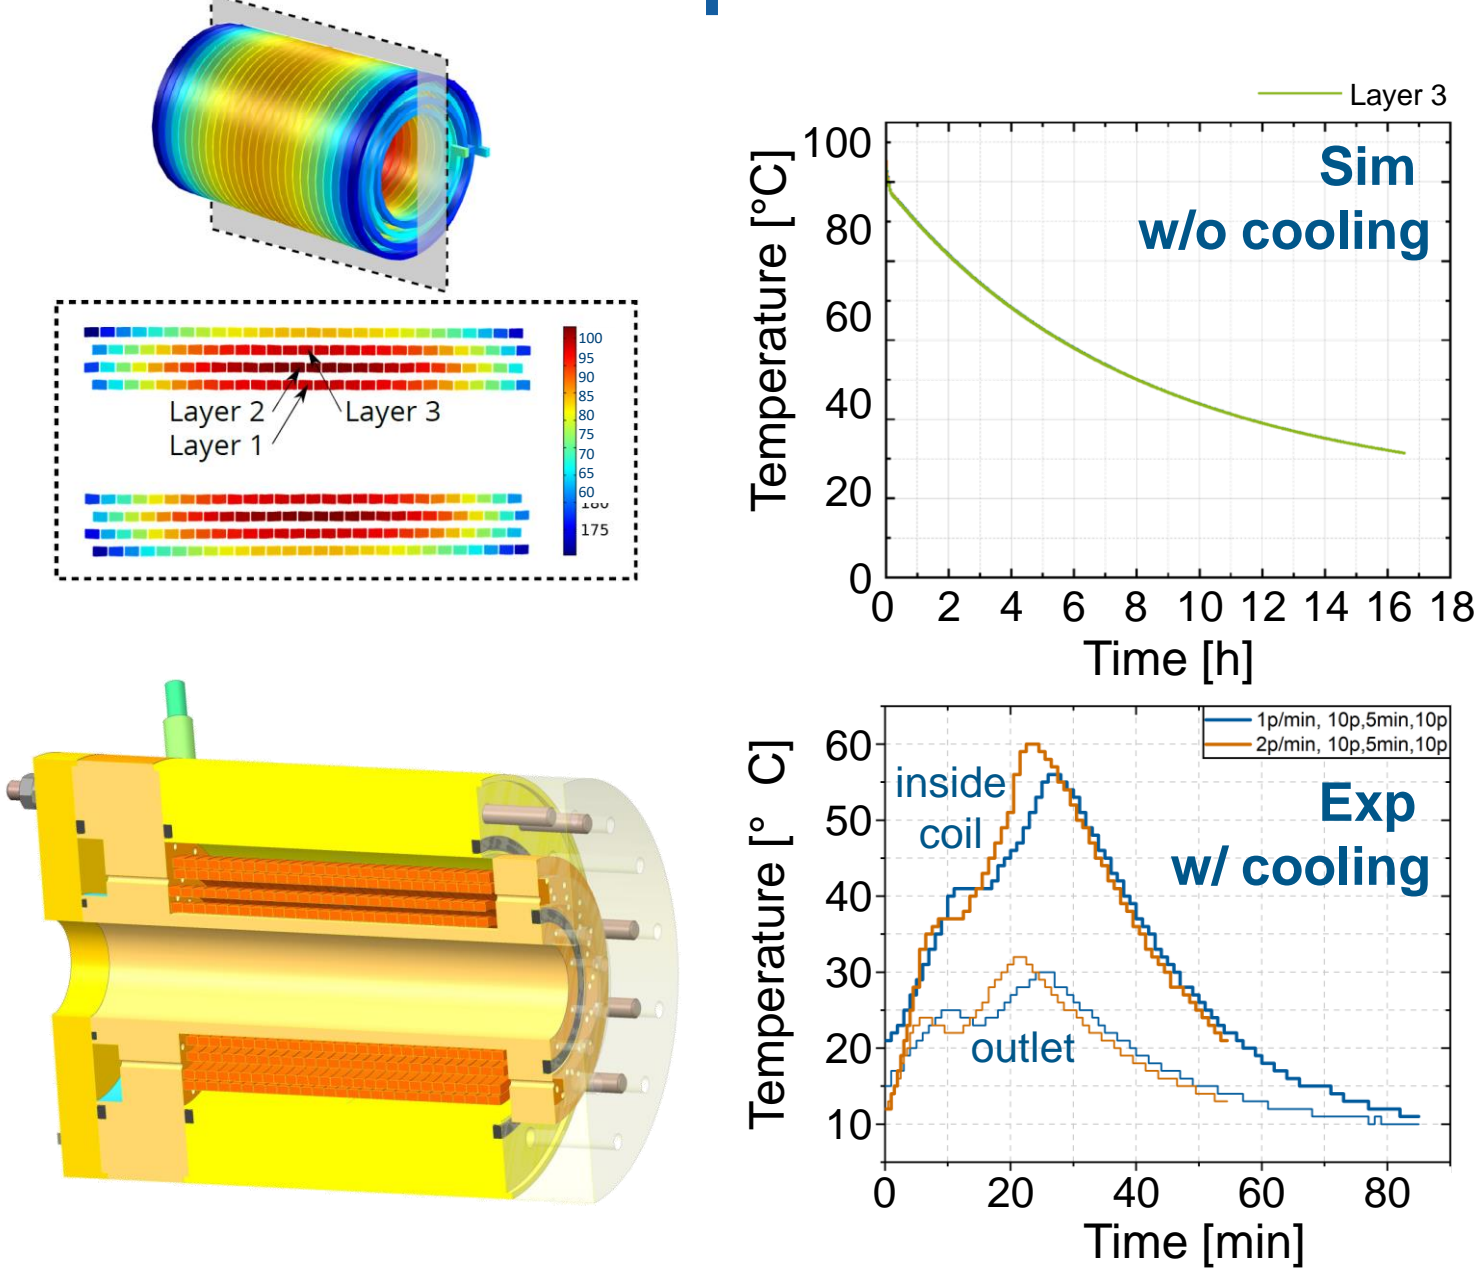 100
95
90
85
80
75
70
65
60
180
175
Layer 2
Layer 3
Layer 1
Layer 3
Sim
w/o cooling
Temperature [°C]
100
80
60
40
20
0
0 2 4 6 8 10 12 14 16 18
Time [h]
1p/min, 10p,5min,10p
2p/min, 10p,5min,10p
inside
coil
Exp
w/ cooling
outlet
Temperature [° C]
60
50
40
30
20
10
0 20 40 60 80
Time [min]